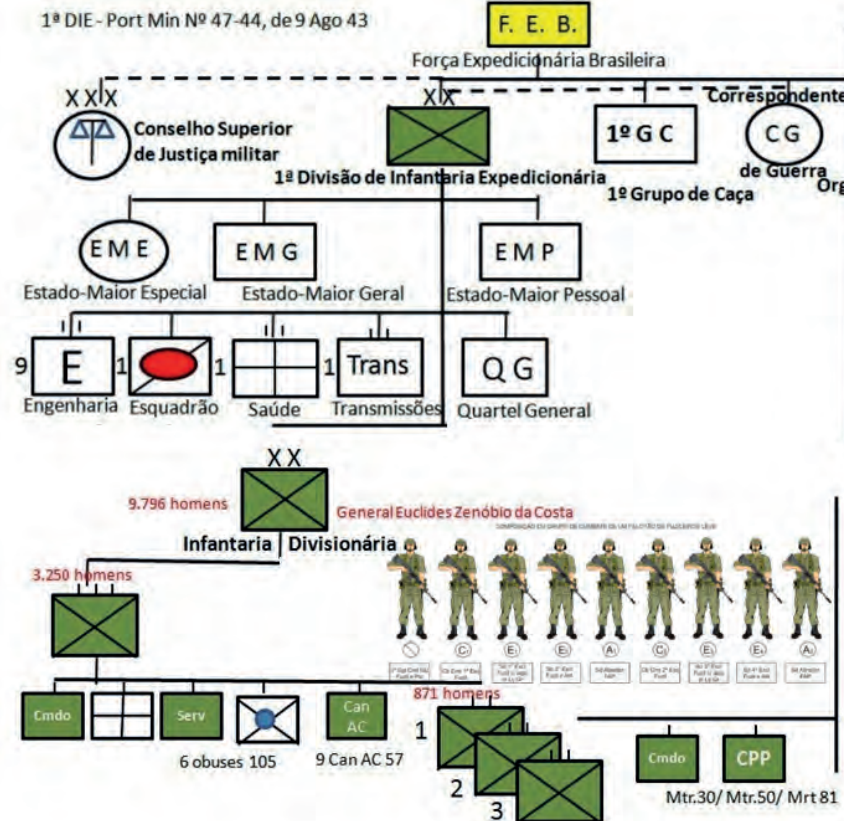 1ª DIE - Port Min Nº 47-44, de 9 Ago 43
F. E. B.
Força Expedicionária Brasileira
X X X
Conselho Superior
de Justiça militar
X X
1ª Divisão de Infantaria Expedicionária
1º G C
1º Grupo de Caça
Correspondente
C G
de Guerra
Org
E M E
Estado-Maior Especial
E M G
Estado-Maior Geral
E M P
Estado-Maior Pessoal
9
E
Engenharia
1
Esquadrão
1
Saúde
1
Trans
Transmissões
Q G
Quartel General
X X
9.796 homens
General Euclides Zenóbio da Costa
Infantaria Divisionária
3.250 homens
Cmdo
Serv
6 obuses 105
Can
AC
9 Can AC 57
871 homens
1
2
3
Cmdo
CPP
Mtr.30/ Mtr.50/ Mrt 81